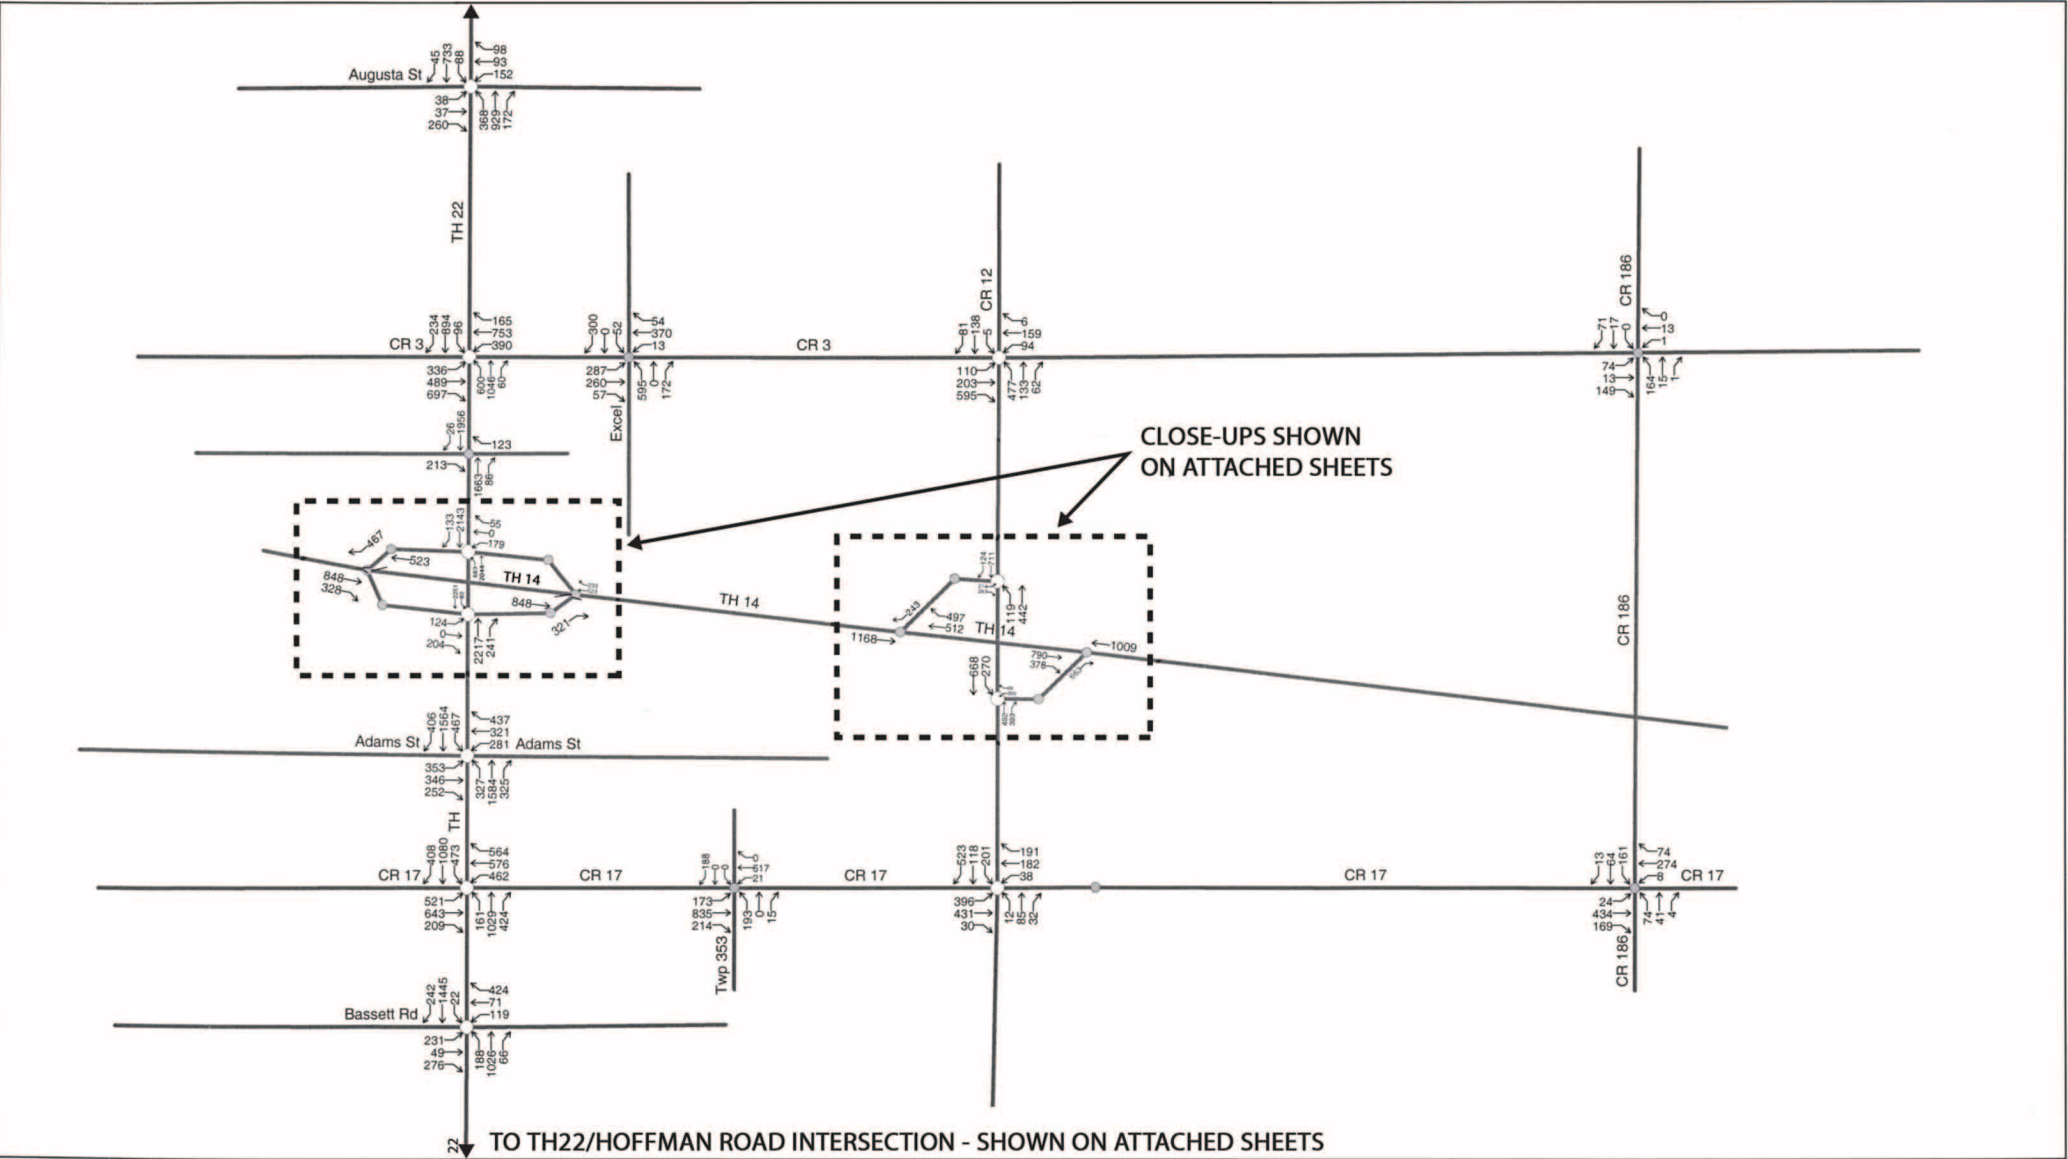 45 733 88
98
93
152
Augusta St
38
37
260
368 929 172
TH 22
CR 12
CR 186
234 894 96
165
753
390
CR 3
336
489
697
600 1046 60
300 0 52
54
370
13
CR 3
287
260
57
595 0 172
Excel
81 138 5
6
159
94
110
203
595
477 133 62
71 17 0
0
13
1
74
13
149
164 15 1
26 1956
123
213
1663 86
CLOSE-UPS SHOWN
ON ATTACHED SHEETS
133 2143
55
0
179
467
523
848
328
TH 14
848
321
124
0
204
2217 241
TH 14
243
497
512
1168
TH 14
1119 442
1009
790
378
668 270
CR 186
406 1564 467
437
321
281
Adams St
Adams St
353
346
252
327 1584 325
TH
408 1080 473
564
576
462
CR 17
CR 17
521
643
209
161 1029 424
188 0 0
0
617
21
CR 17
173
835
214
193 0 15
Twp 353
523 118 201
191
182
38
396
431
30
12 85 32
CR 17
13 64 161
74
274
8
CR 17
24
434
169
74 41 4
CR 186
242 1445 22
424
71
119
Bassett Rd
231
49
276
188 1026 66
22
TO TH22/HOFFMAN ROAD INTERSECTION - SHOWN ON ATTACHED SHEETS